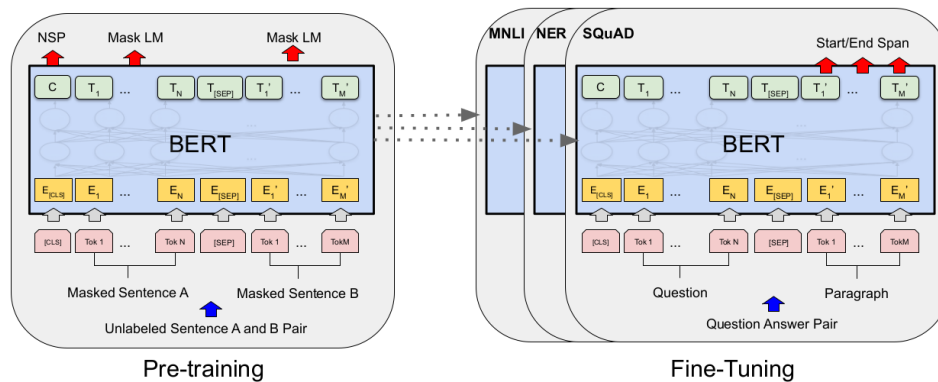 NSP Mask LM Mask LM
C T1 ... TN T[SEP] T1' ... TM'
BERT
E[CLS] E1 ... EN E[SEP] E1' ... EM'
[CLS] Tok 1 ... Tok N [SEP] Tok 1 ... TokM
Masked Sentence A Masked Sentence B
Unlabeled Sentence A and B Pair
Pre-training
MNLI NER SQuAD
Start/End Span
C T1 ... TN T[SEP] T1' ... TM'
BERT
E[CLS] E1 ... EN E[SEP] E1' ... EM'
[CLS] Tok 1 ... Tok N [SEP] Tok 1 ... TokM
Question Paragraph
Question Answer Pair
Fine-Tuning